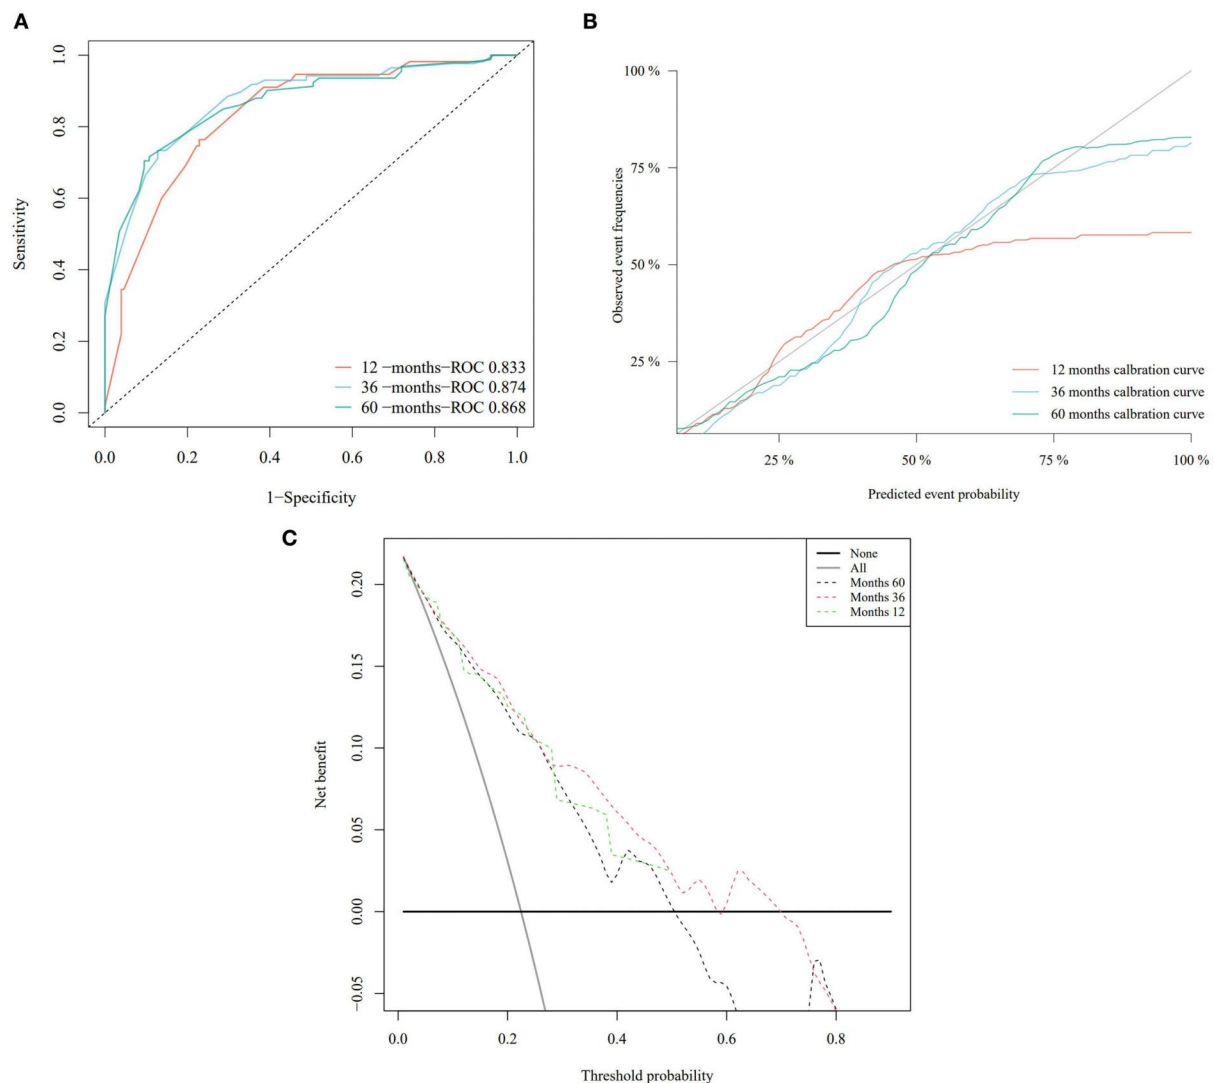 A
1.0
0.8
0.6
0.4
0.2
0.0
Sensitivity
12 −months−ROC 0.833
36 −months−ROC 0.874
60 −months−ROC 0.868
0.0 0.2 0.4 0.6 0.8 1.0
1−Specificity
B
100 %
75 %
50 %
25 %
Observed event frequencies
12 months calbration curve
36 months calbration curve
60 months calbration curve
25 % 50 % 75 % 100 %
Predicted event probability
C
0.20
0.15
0.10
0.05
0.00
−0.05
Net benefit
None
All
Months 60
Months 36
Months 12
0.0 0.2 0.4 0.6 0.8
Threshold probability